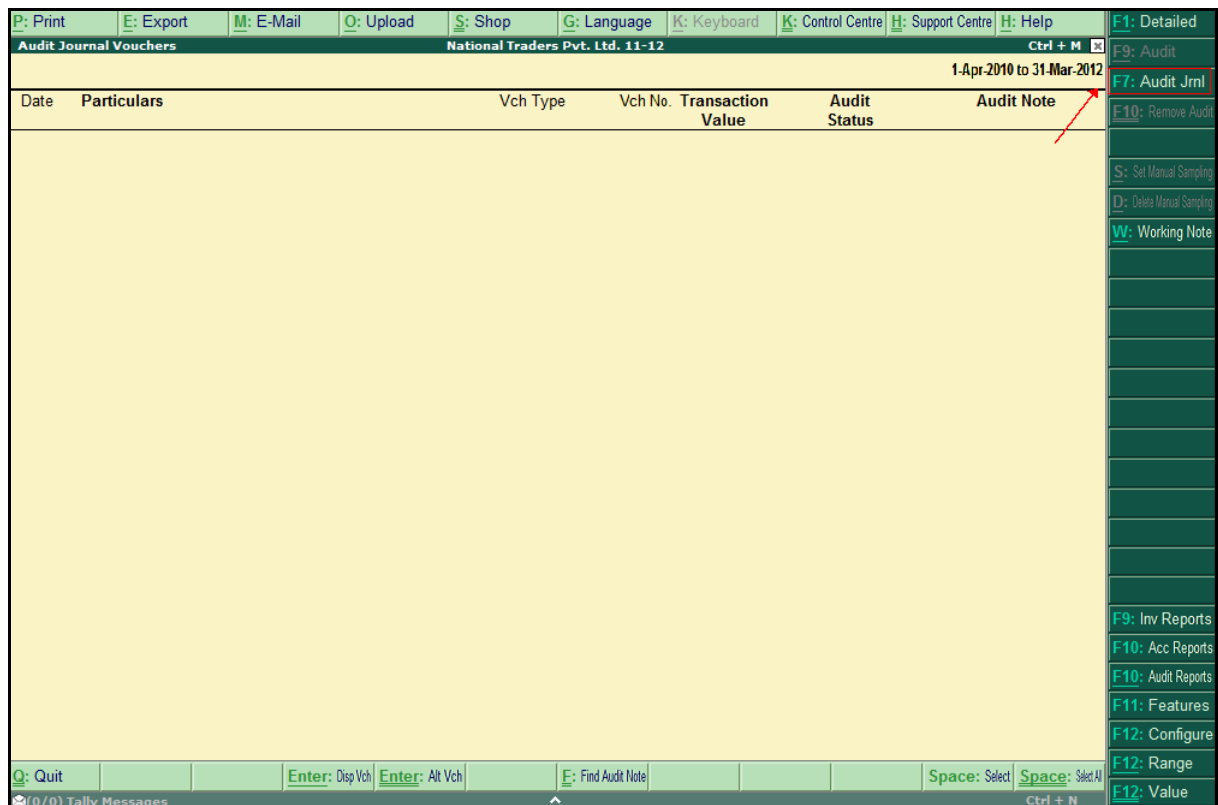 P: Print E: Export M: E-Mail O: Upload S: Shop G: Language K: Keyboard K: Control Centre H: Support Centre H: Help
Audit Journal Vouchers National Traders Pvt. Ltd. 11-12 Ctrl + M
1-Apr-2010 to 31-Mar-2012
Date Particulars Vch Type Vch No. Transaction Audit Audit Note
Value Status
F1: Detailed
F9: Audit
F7: Audit Jrnl
F10: Remove Audit
S: Set Manual Sampling
D: Delete Manual Sampling
W: Working Note
F9: Inv Reports
F10: Acc Reports
F10: Audit Reports
F11: Features
F12: Configure
F12: Range
F12: Value
Q: Quit Enter: Disp Vch Enter: Alt Vch F: Find Audit Note Space: Select Space: Select All
(0/0) Tally Messages Ctrl + N